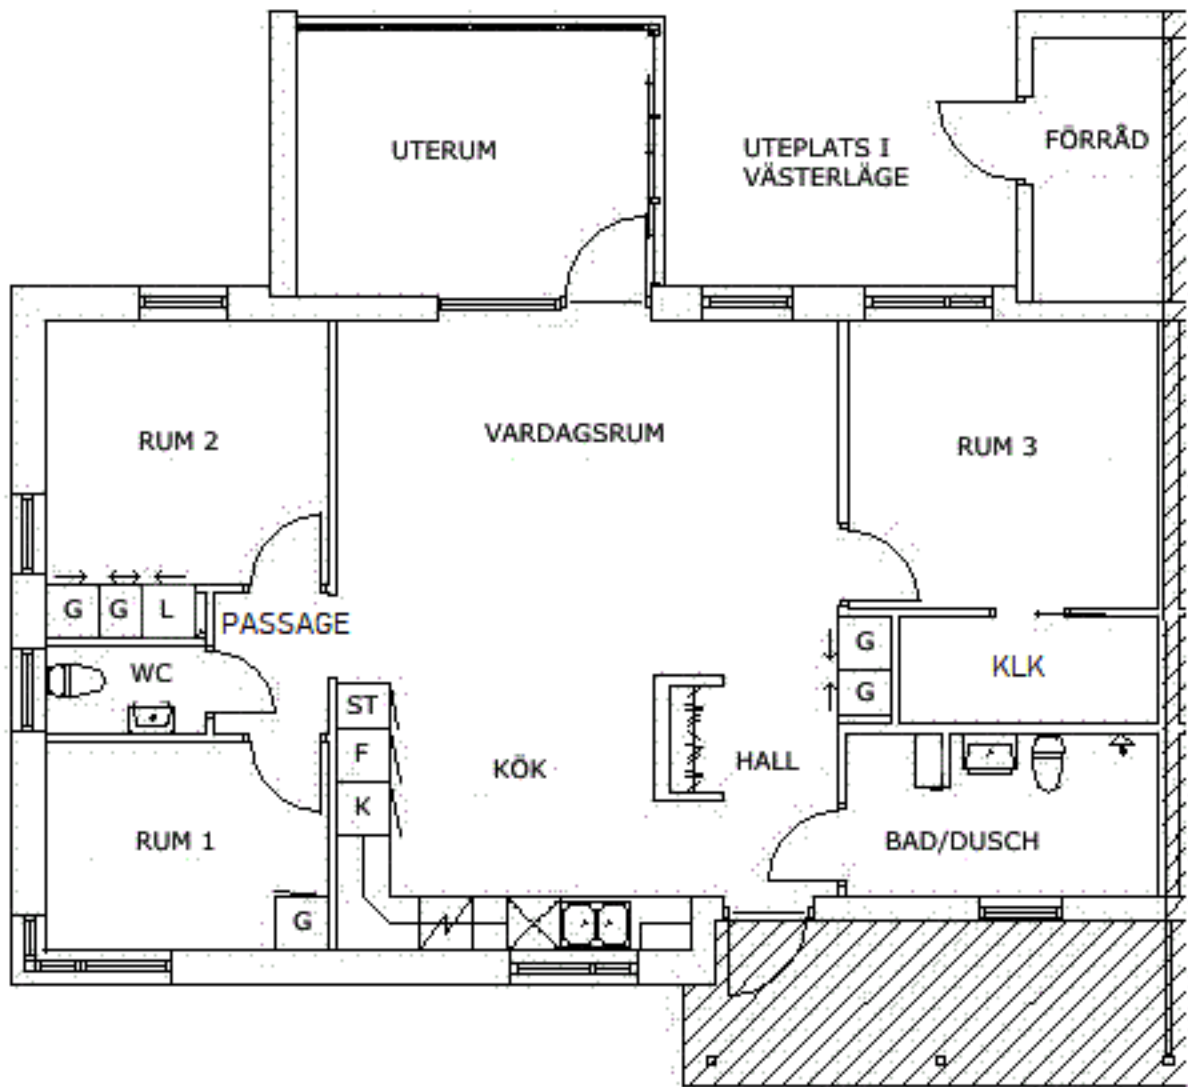 UTERUM
UTEPLATS I
VÄSTERLÄGE
FÖRRÅD
RUM 2
VARDAGSRUM
RUM 3
G G L
PASSAGE
WC
G
G
KLK
ST
F
K
KÖK
HALL
RUM 1
BAD/DUSCH
G